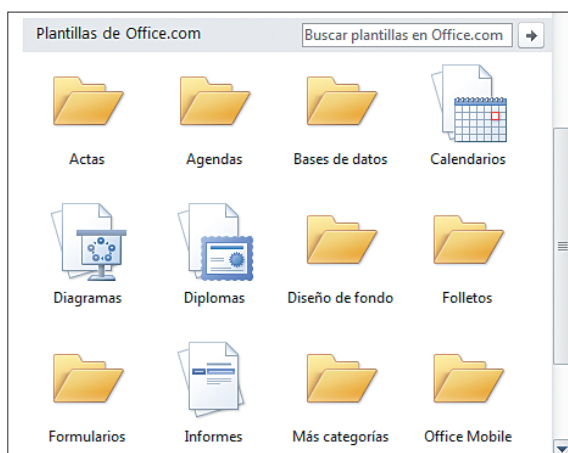 Plantillas de Office.com
Buscar plantillas en Office.com
Actas
Agendas
Bases de datos
Calendarios
Diagramas
Diplomas
Diseño de fondo
Folletos
Formularios
Informes
Más categorías
Office Mobile